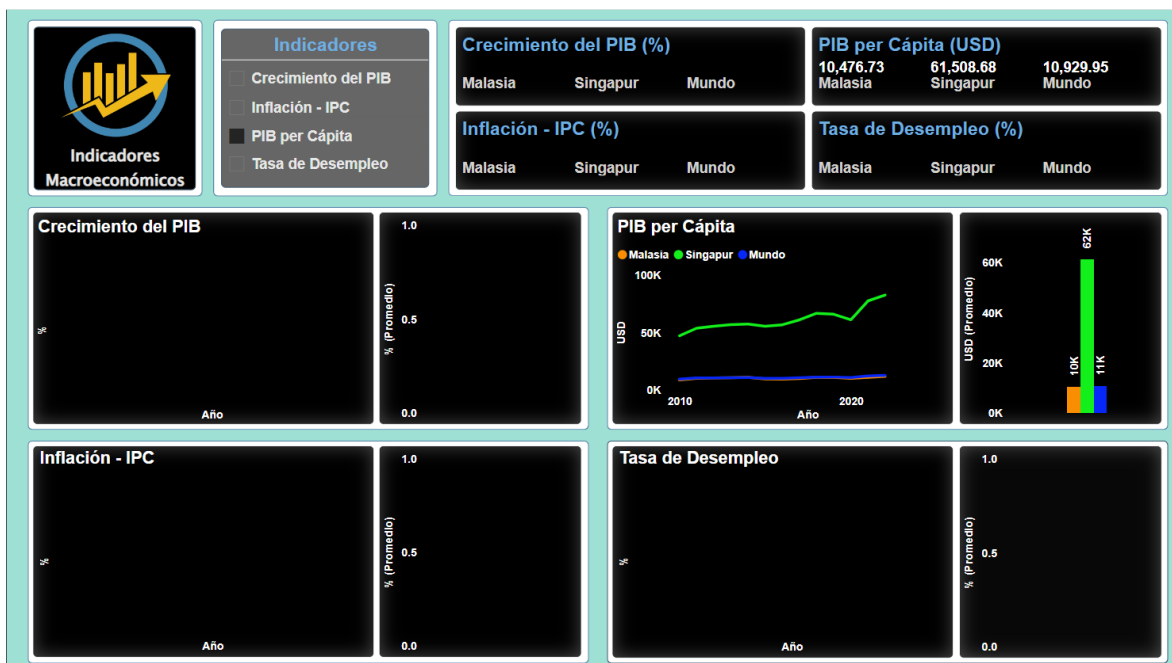 Indicadores
Macroeconómicos
Indicadores
Crecimiento del PIB
Inflación - IPC
PIB per Cápita
Tasa de Desempleo
Crecimiento del PIB (%)
Malasia Singapur Mundo
PIB per Cápita (USD)
10,476.73 61,508.68 10,929.95
Malasia Singapur Mundo
Inflación - IPC (%)
Malasia Singapur Mundo
Tasa de Desempleo (%)
Malasia Singapur Mundo
Crecimiento del PIB
%
Año
1.0
% (Promedio)
0.5
0.0
PIB per Cápita
Malasia Singapur Mundo
100K
USD
50K
0K
2010 2020
Año
62K
60K
USD (Promedio)
40K
20K
10K
11K
0K
Inflación - IPC
%
Año
1.0
% (Promedio)
0.5
0.0
Tasa de Desempleo
%
Año
1.0
% (Promedio)
0.5
0.0